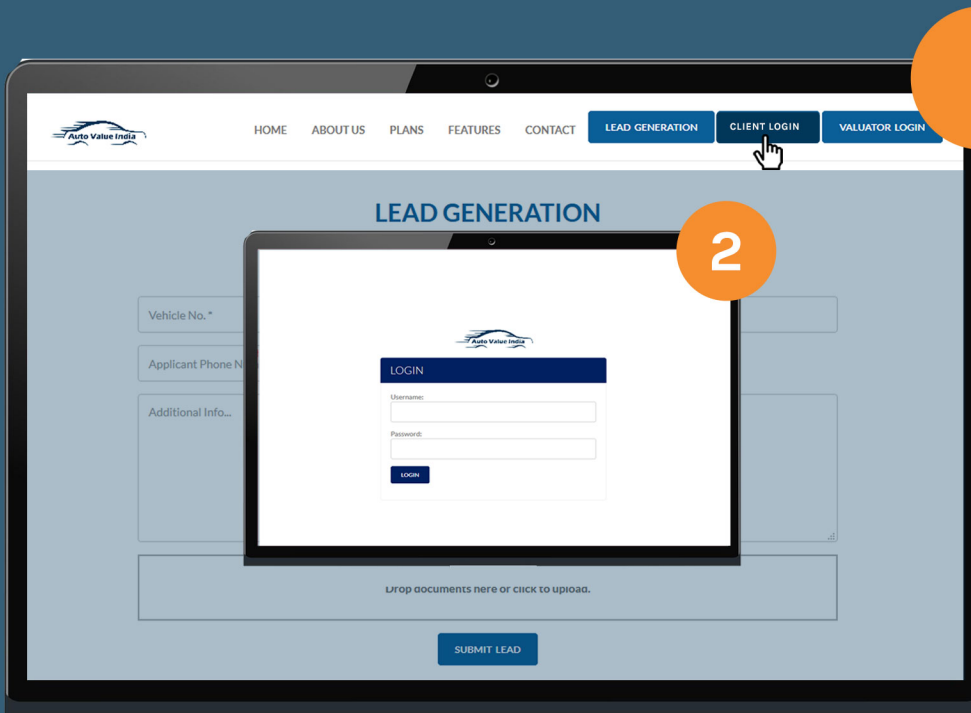 Auto Value India
HOME ABOUT US PLANS FEATURES CONTACT LEAD GENERATION CLIENT LOGIN VALUATOR LOGIN
LEAD GENERATION
2
Vehicle No. *
Applicant Phone N
Additional Info...
Auto Value India
LOGIN
Username:
Password:
LOGIN
Drop documents here or click to upload.
SUBMIT LEAD